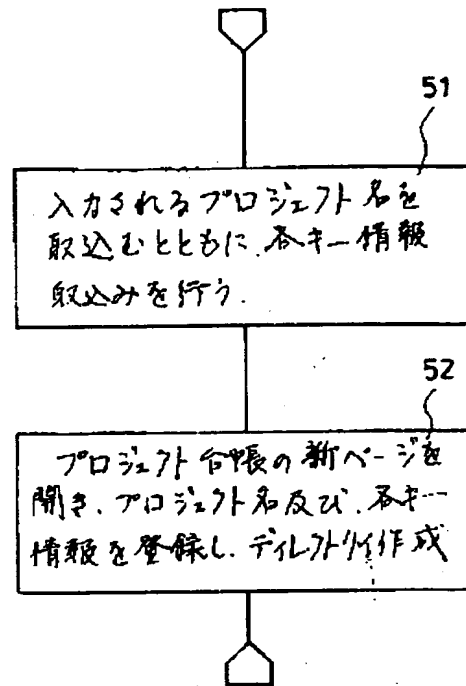 51
入力されるプロジェクト名を
取込むとともに、各キー情報
取込みを行う.
52
プロジェクト台帳の新ページを
開き、プロジェクト名及び、各キー
情報を登録し、ディレクトリイ作成